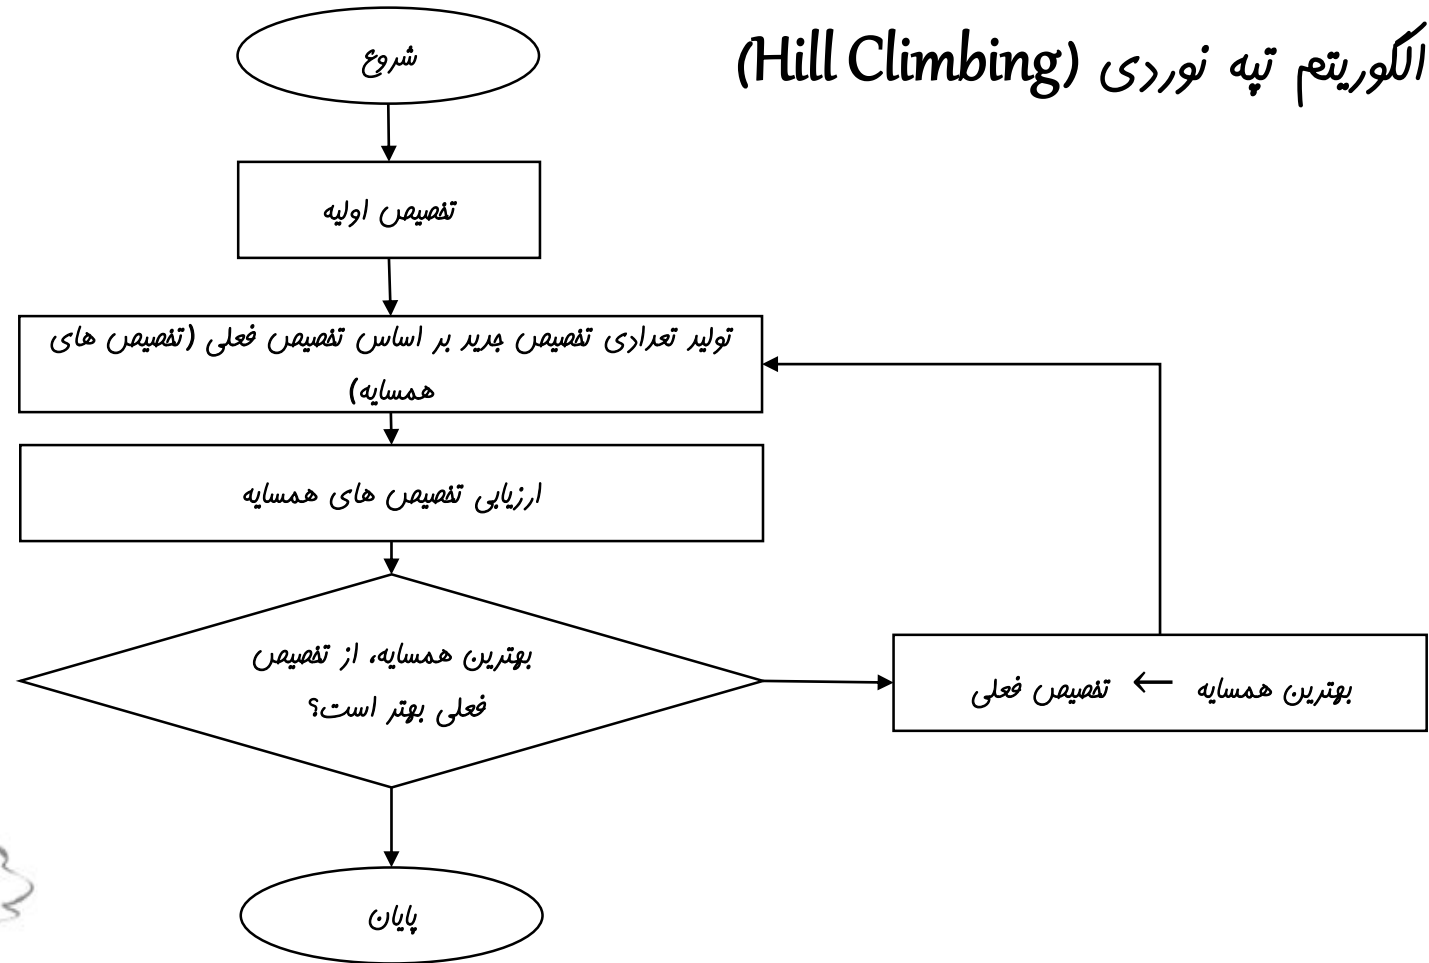 الگوریتم تپه نوردی (Hill Climbing)
شروع
تخصیص اولیه
تولید تعدادی تخصیص جدید بر اساس تخصیص فعلی (تخصیص های
همسایه)
ارزیابی تخصیص های همسایه
بهترین همسایه، از تخصیص
فعلی بهتر است؟
بهترین همسایه ← تخصیص فعلی
پایان